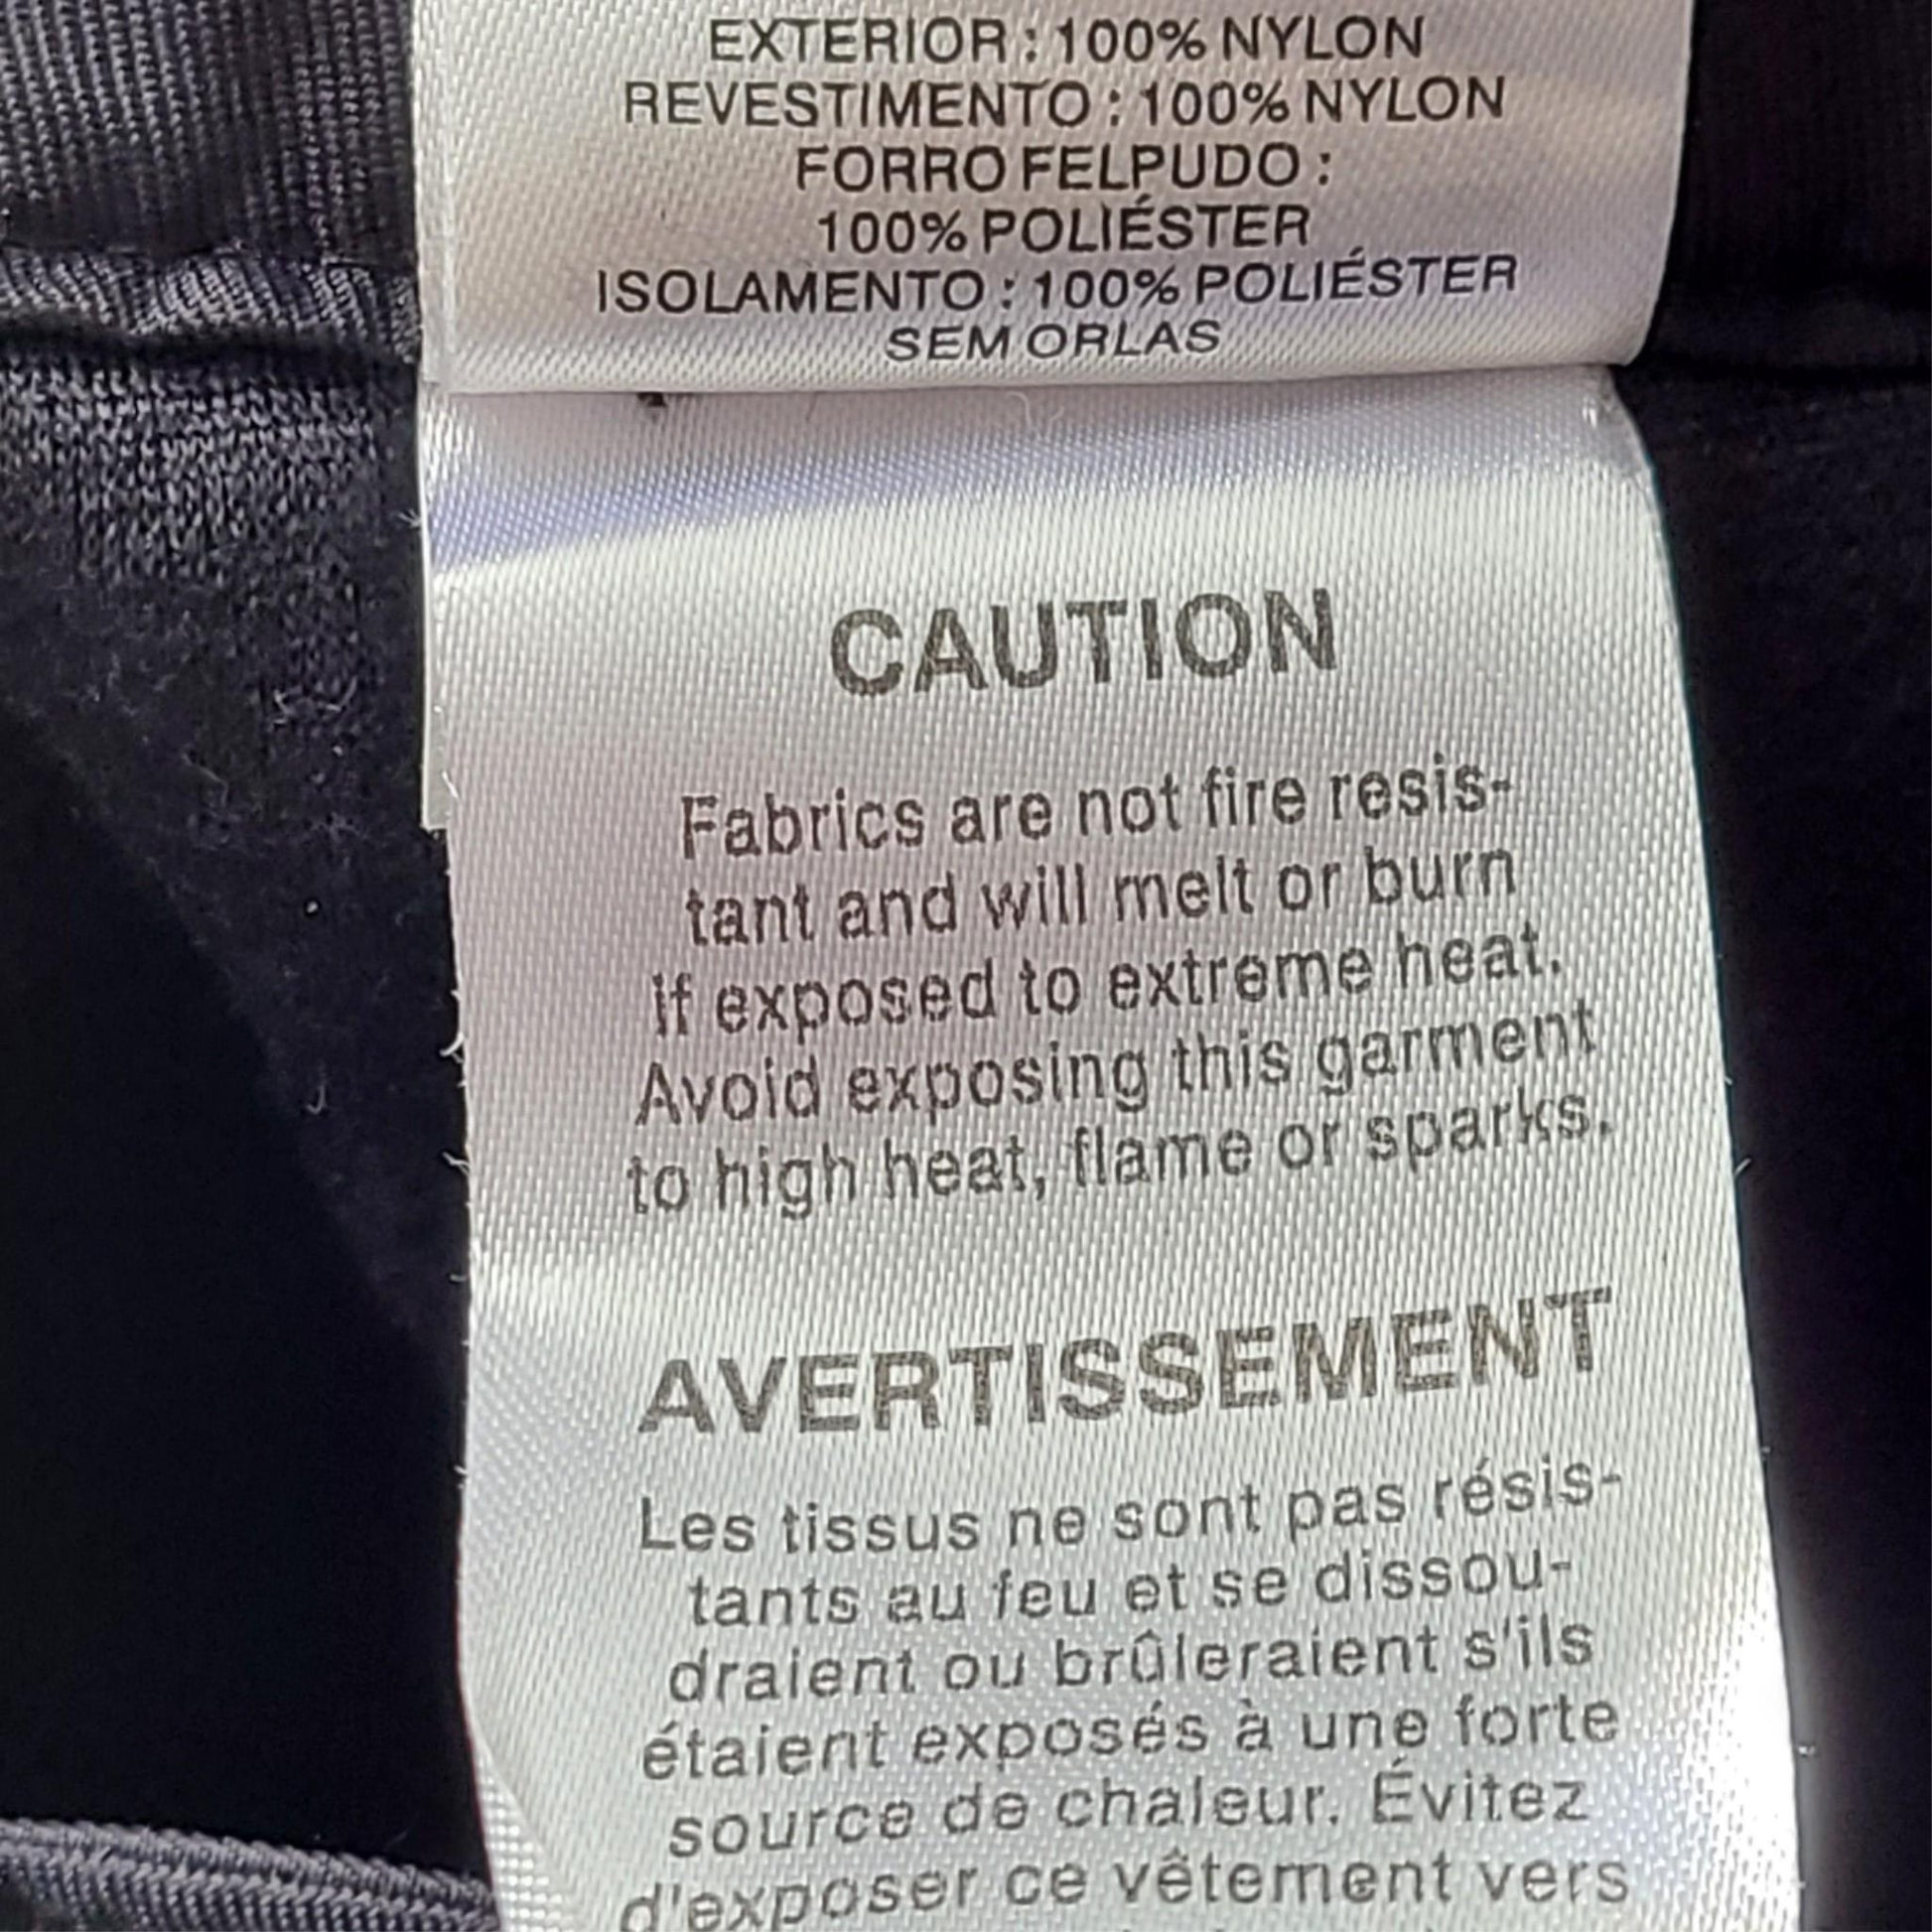 EXTERIOR : 100% NYLON
REVESTIMENTO : 100% NYLON
FORRO FELPUDO :
100% POLIÉSTER
ISOLAMENTO : 100% POLIÉSTER
SEM ORLAS
CAUTION
Fabrics are not fire resis-
tant and will melt or burn
if exposed to extreme heat.
Avoid exposing this garment
to high heat, flame or sparks.
AVERTISSEMENT
Les tissus ne sont pas résis-
tants au feu et se dissou-
draient ou brûleraient s'ils
étaient exposés à une forte
source de chaleur. Évitez
d'exposer ce vêtement vers